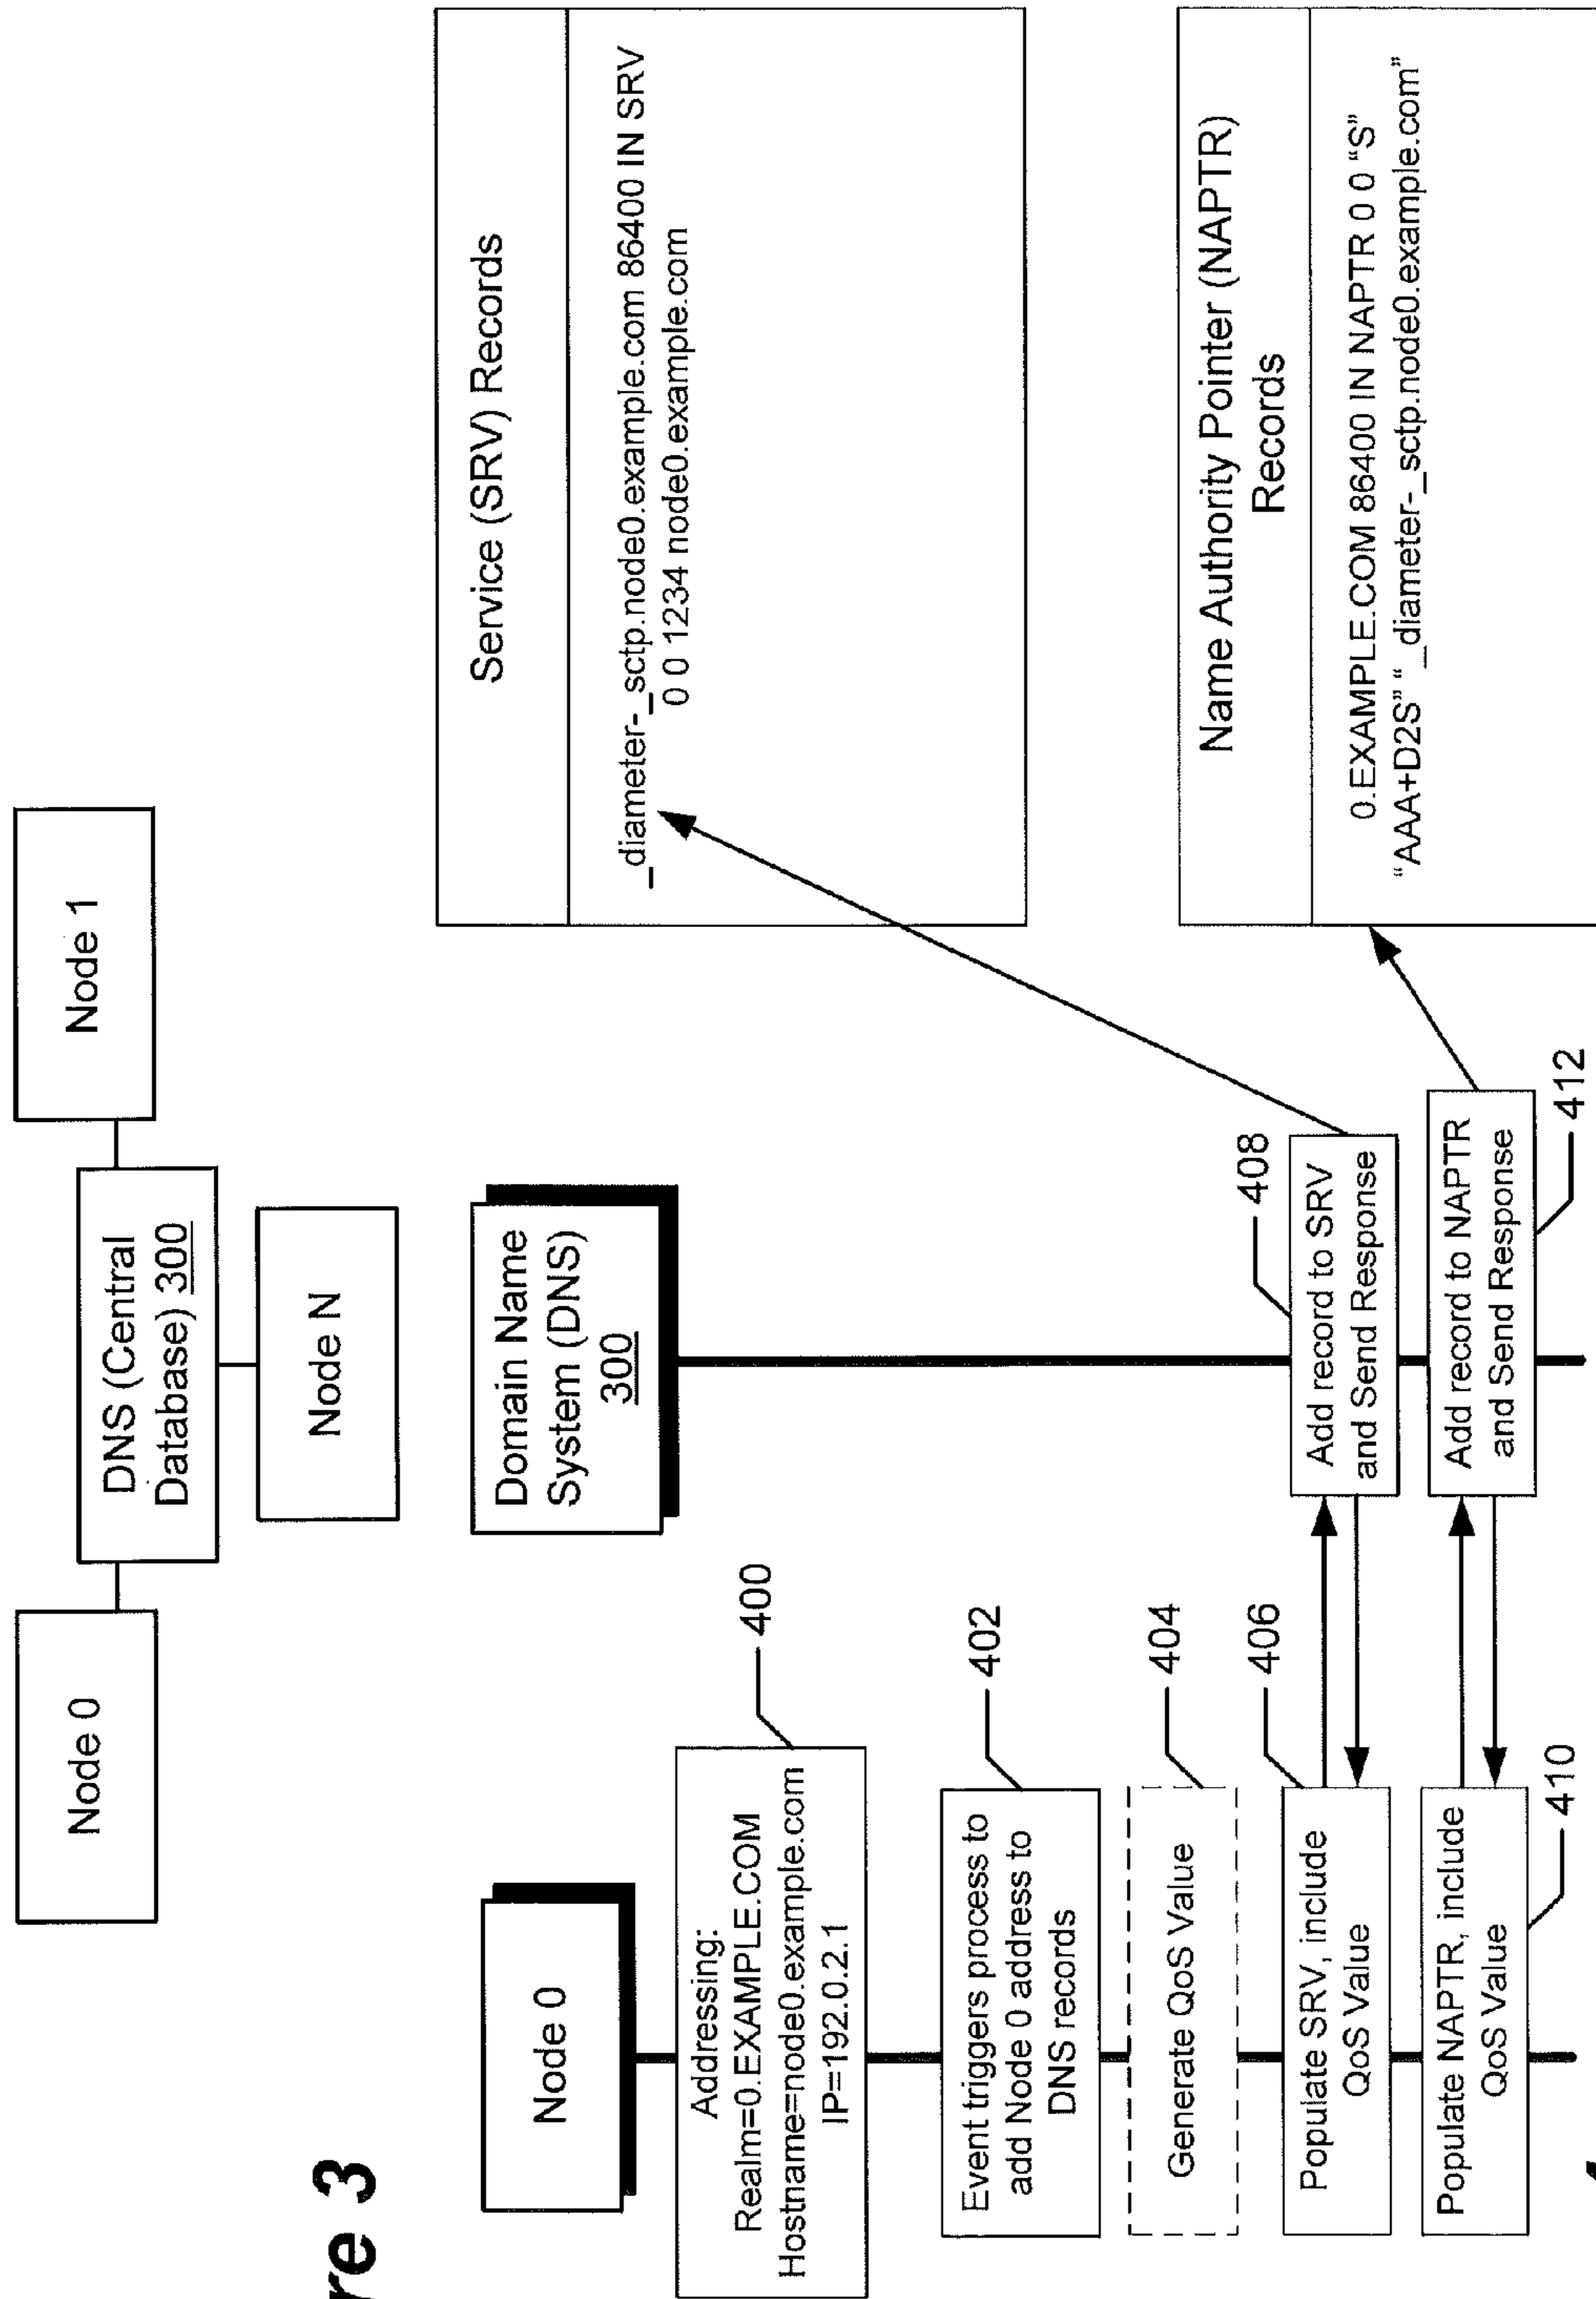 Node 0
DNS (Central
Database) 300
Node 1
Node N
re 3
Node 0
Domain Name
System (DNS)
300
Addressing:
Realm=0.EXAMPLE.COM
Hostname=node0.example.com
IP=192.0.2.1
400
Event triggers process to
add Node 0 address to
DNS records
402
Generate QoS Value
404
Populate SRV, include
QoS Value
406
Add record to SRV
and Send Response
408
Populate NAPTR, include
QoS Value
410
Add record to NAPTR
and Send Response
412
Service (SRV) Records
_diameter-_sctp.node0.example.com 86400 IN SRV
0 0 1234 node0.example.com
Name Authority Pointer (NAPTR)
Records
0.EXAMPLE.COM 86400 IN NAPTR 0 0 “S”
“AAA+D2S” “_diameter-_sctp.node0.example.com”